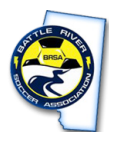 BATTLE RIVER
BRSA
SOCCER ASSOCIATION